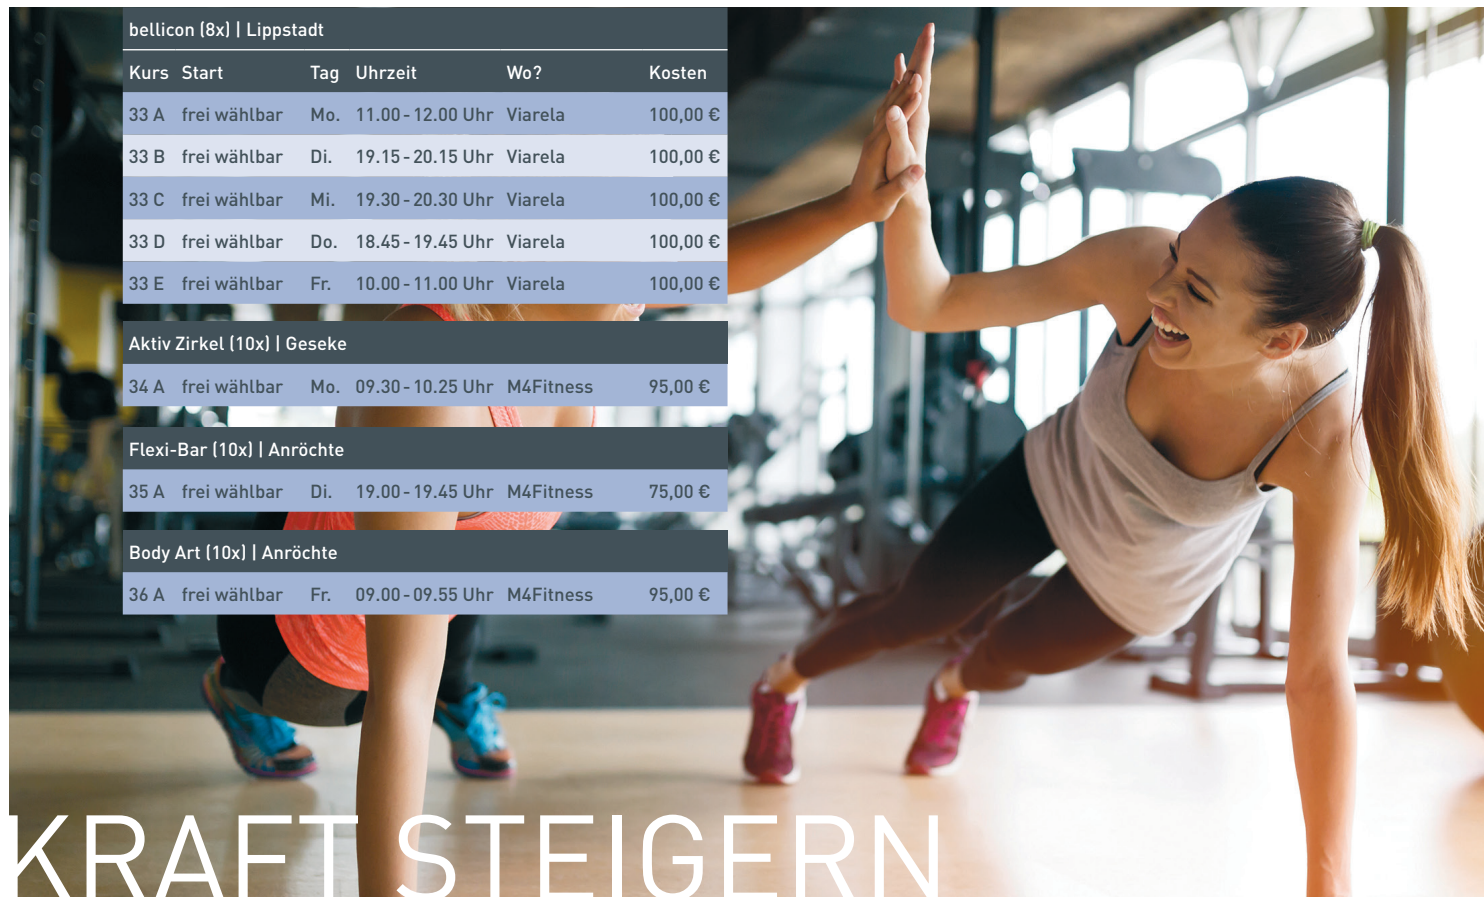 bellicon (8x) | Lippstadt
Kurs Start Tag Uhrzeit Wo? Kosten
33 A frei wählbar Mo. 11.00 - 12.00 Uhr Viarela 100,00 €
33 B frei wählbar Di. 19.15 - 20.15 Uhr Viarela 100,00 €
33 C frei wählbar Mi. 19.30 - 20.30 Uhr Viarela 100,00 €
33 D frei wählbar Do. 18.45 - 19.45 Uhr Viarela 100,00 €
33 E frei wählbar Fr. 10.00 - 11.00 Uhr Viarela 100,00 €
Aktiv Zirkel (10x) | Geseke
34 A frei wählbar Mo. 09.30 - 10.25 Uhr M4Fitness 95,00 €
Flexi-Bar (10x) | Anröchte
35 A frei wählbar Di. 19.00 - 19.45 Uhr M4Fitness 75,00 €
Body Art (10x) | Anröchte
36 A frei wählbar Fr. 09.00 - 09.55 Uhr M4Fitness 95,00 €
KRAFT STEIGERN